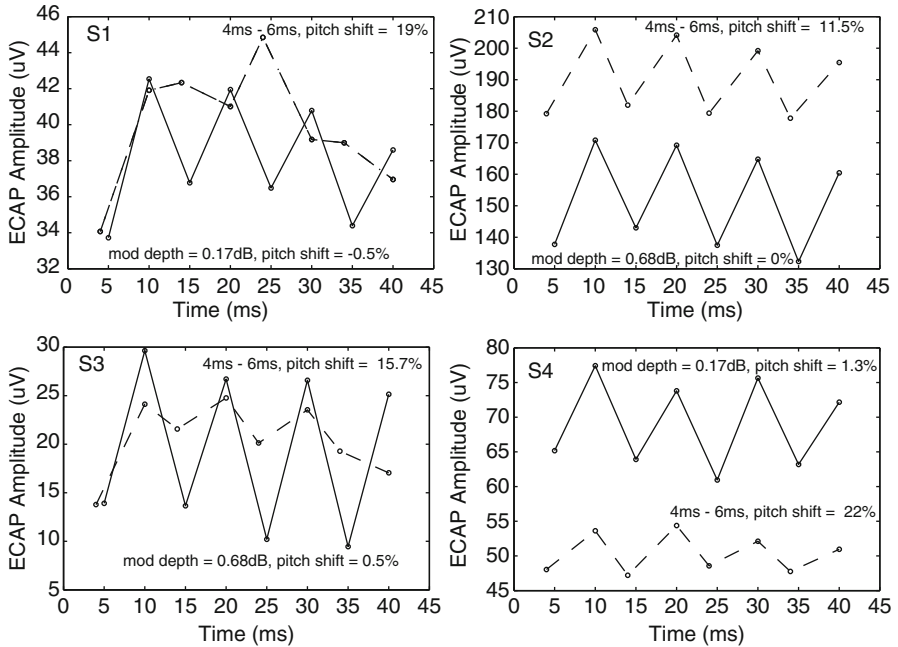 S1
4ms - 6ms, pitch shift = 19%
mod depth = 0.17dB, pitch shift = -0.5%
ECAP Amplitude (uV)
46
44
42
40
38
36
34
32
0 5 10 15 20 25 30 35 40 45
Time (ms)
S2
4ms - 6ms, pitch shift = 11.5%
mod depth = 0.68dB, pitch shift = 0%
ECAP Amplitude (uV)
210
200
190
180
170
160
150
140
130
0 5 10 15 20 25 30 35 40 45
Time (ms)
S3
4ms - 6ms, pitch shift = 15.7%
mod depth = 0.68dB, pitch shift = 0.5%
ECAP Amplitude (uV)
30
25
20
15
10
5
0 5 10 15 20 25 30 35 40 45
Time (ms)
S4
mod depth = 0.17dB, pitch shift = 1.3%
4ms - 6ms, pitch shift = 22%
ECAP Amplitude (uV)
80
75
70
65
60
55
50
45
0 5 10 15 20 25 30 35 40 45
Time (ms)